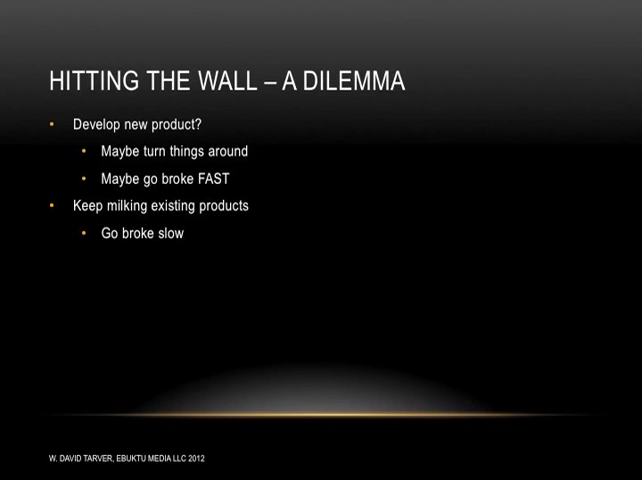 HITTING THE WALL – A DILEMMA
• Develop new product?
• Maybe turn things around
• Maybe go broke FAST
• Keep milking existing products
• Go broke slow
W. DAVID TARVER, EBUKTU MEDIA LLC 2012